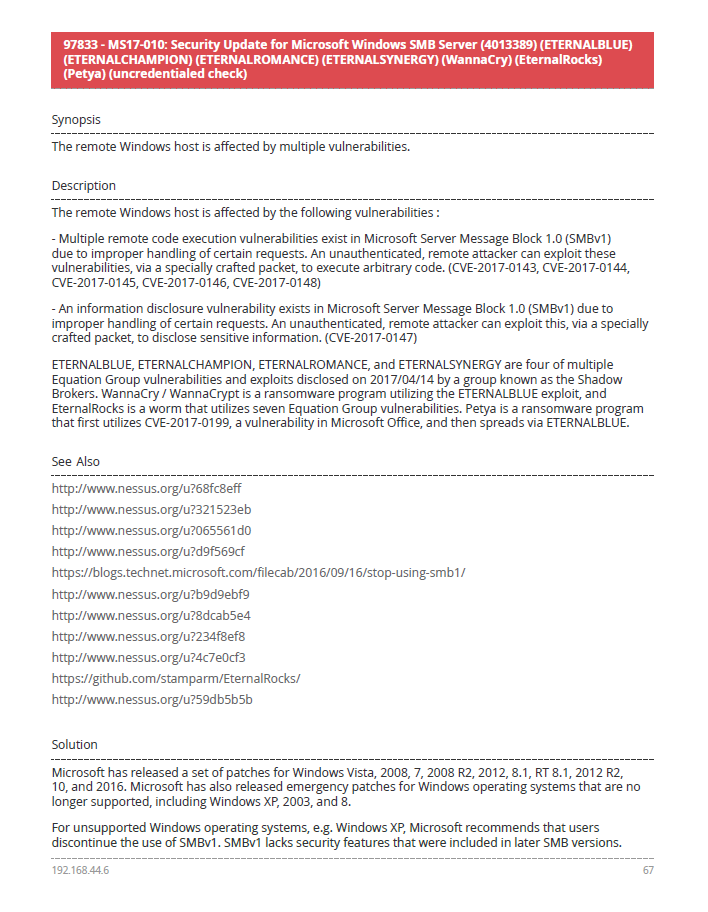 97833 - MS17-010: Security Update for Microsoft Windows SMB Server (4013389) (ETERNALBLUE)
(ETERNALCHAMPION) (ETERNALROMANCE) (ETERNALSYNERGY) (WannaCry) (EternalRocks)
(Petya) (uncredentialed check)
Synopsis
The remote Windows host is affected by multiple vulnerabilities.
Description
The remote Windows host is affected by the following vulnerabilities :
- Multiple remote code execution vulnerabilities exist in Microsoft Server Message Block 1.0 (SMBv1)
due to improper handling of certain requests. An unauthenticated, remote attacker can exploit these
vulnerabilities, via a specially crafted packet, to execute arbitrary code. (CVE-2017-0143, CVE-2017-0144,
CVE-2017-0145, CVE-2017-0146, CVE-2017-0148)
- An information disclosure vulnerability exists in Microsoft Server Message Block 1.0 (SMBv1) due to
improper handling of certain requests. An unauthenticated, remote attacker can exploit this, via a specially
crafted packet, to disclose sensitive information. (CVE-2017-0147)
ETERNALBLUE, ETERNALCHAMPION, ETERNALROMANCE, and ETERNALSYNERGY are four of multiple
Equation Group vulnerabilities and exploits disclosed on 2017/04/14 by a group known as the Shadow
Brokers. WannaCry / WannaCrypt is a ransomware program utilizing the ETERNALBLUE exploit, and
EternalRocks is a worm that utilizes seven Equation Group vulnerabilities. Petya is a ransomware program
that first utilizes CVE-2017-0199, a vulnerability in Microsoft Office, and then spreads via ETERNALBLUE.
See Also
http://www.nessus.org/u?68fc8eff
http://www.nessus.org/u?321523eb
http://www.nessus.org/u?065561d0
http://www.nessus.org/u?d9f569cf
https://blogs.technet.microsoft.com/filecab/2016/09/16/stop-using-smb1/
http://www.nessus.org/u?b9d9ebf9
http://www.nessus.org/u?8dcab5e4
http://www.nessus.org/u?234f8ef8
http://www.nessus.org/u?4c7e0cf3
https://github.com/stamparm/EternalRocks/
http://www.nessus.org/u?59db5b5b
Solution
Microsoft has released a set of patches for Windows Vista, 2008, 7, 2008 R2, 2012, 8.1, RT 8.1, 2012 R2,
10, and 2016. Microsoft has also released emergency patches for Windows operating systems that are no
longer supported, including Windows XP, 2003, and 8.
For unsupported Windows operating systems, e.g. Windows XP, Microsoft recommends that users
discontinue the use of SMBv1. SMBv1 lacks security features that were included in later SMB versions.
192.168.44.6
67